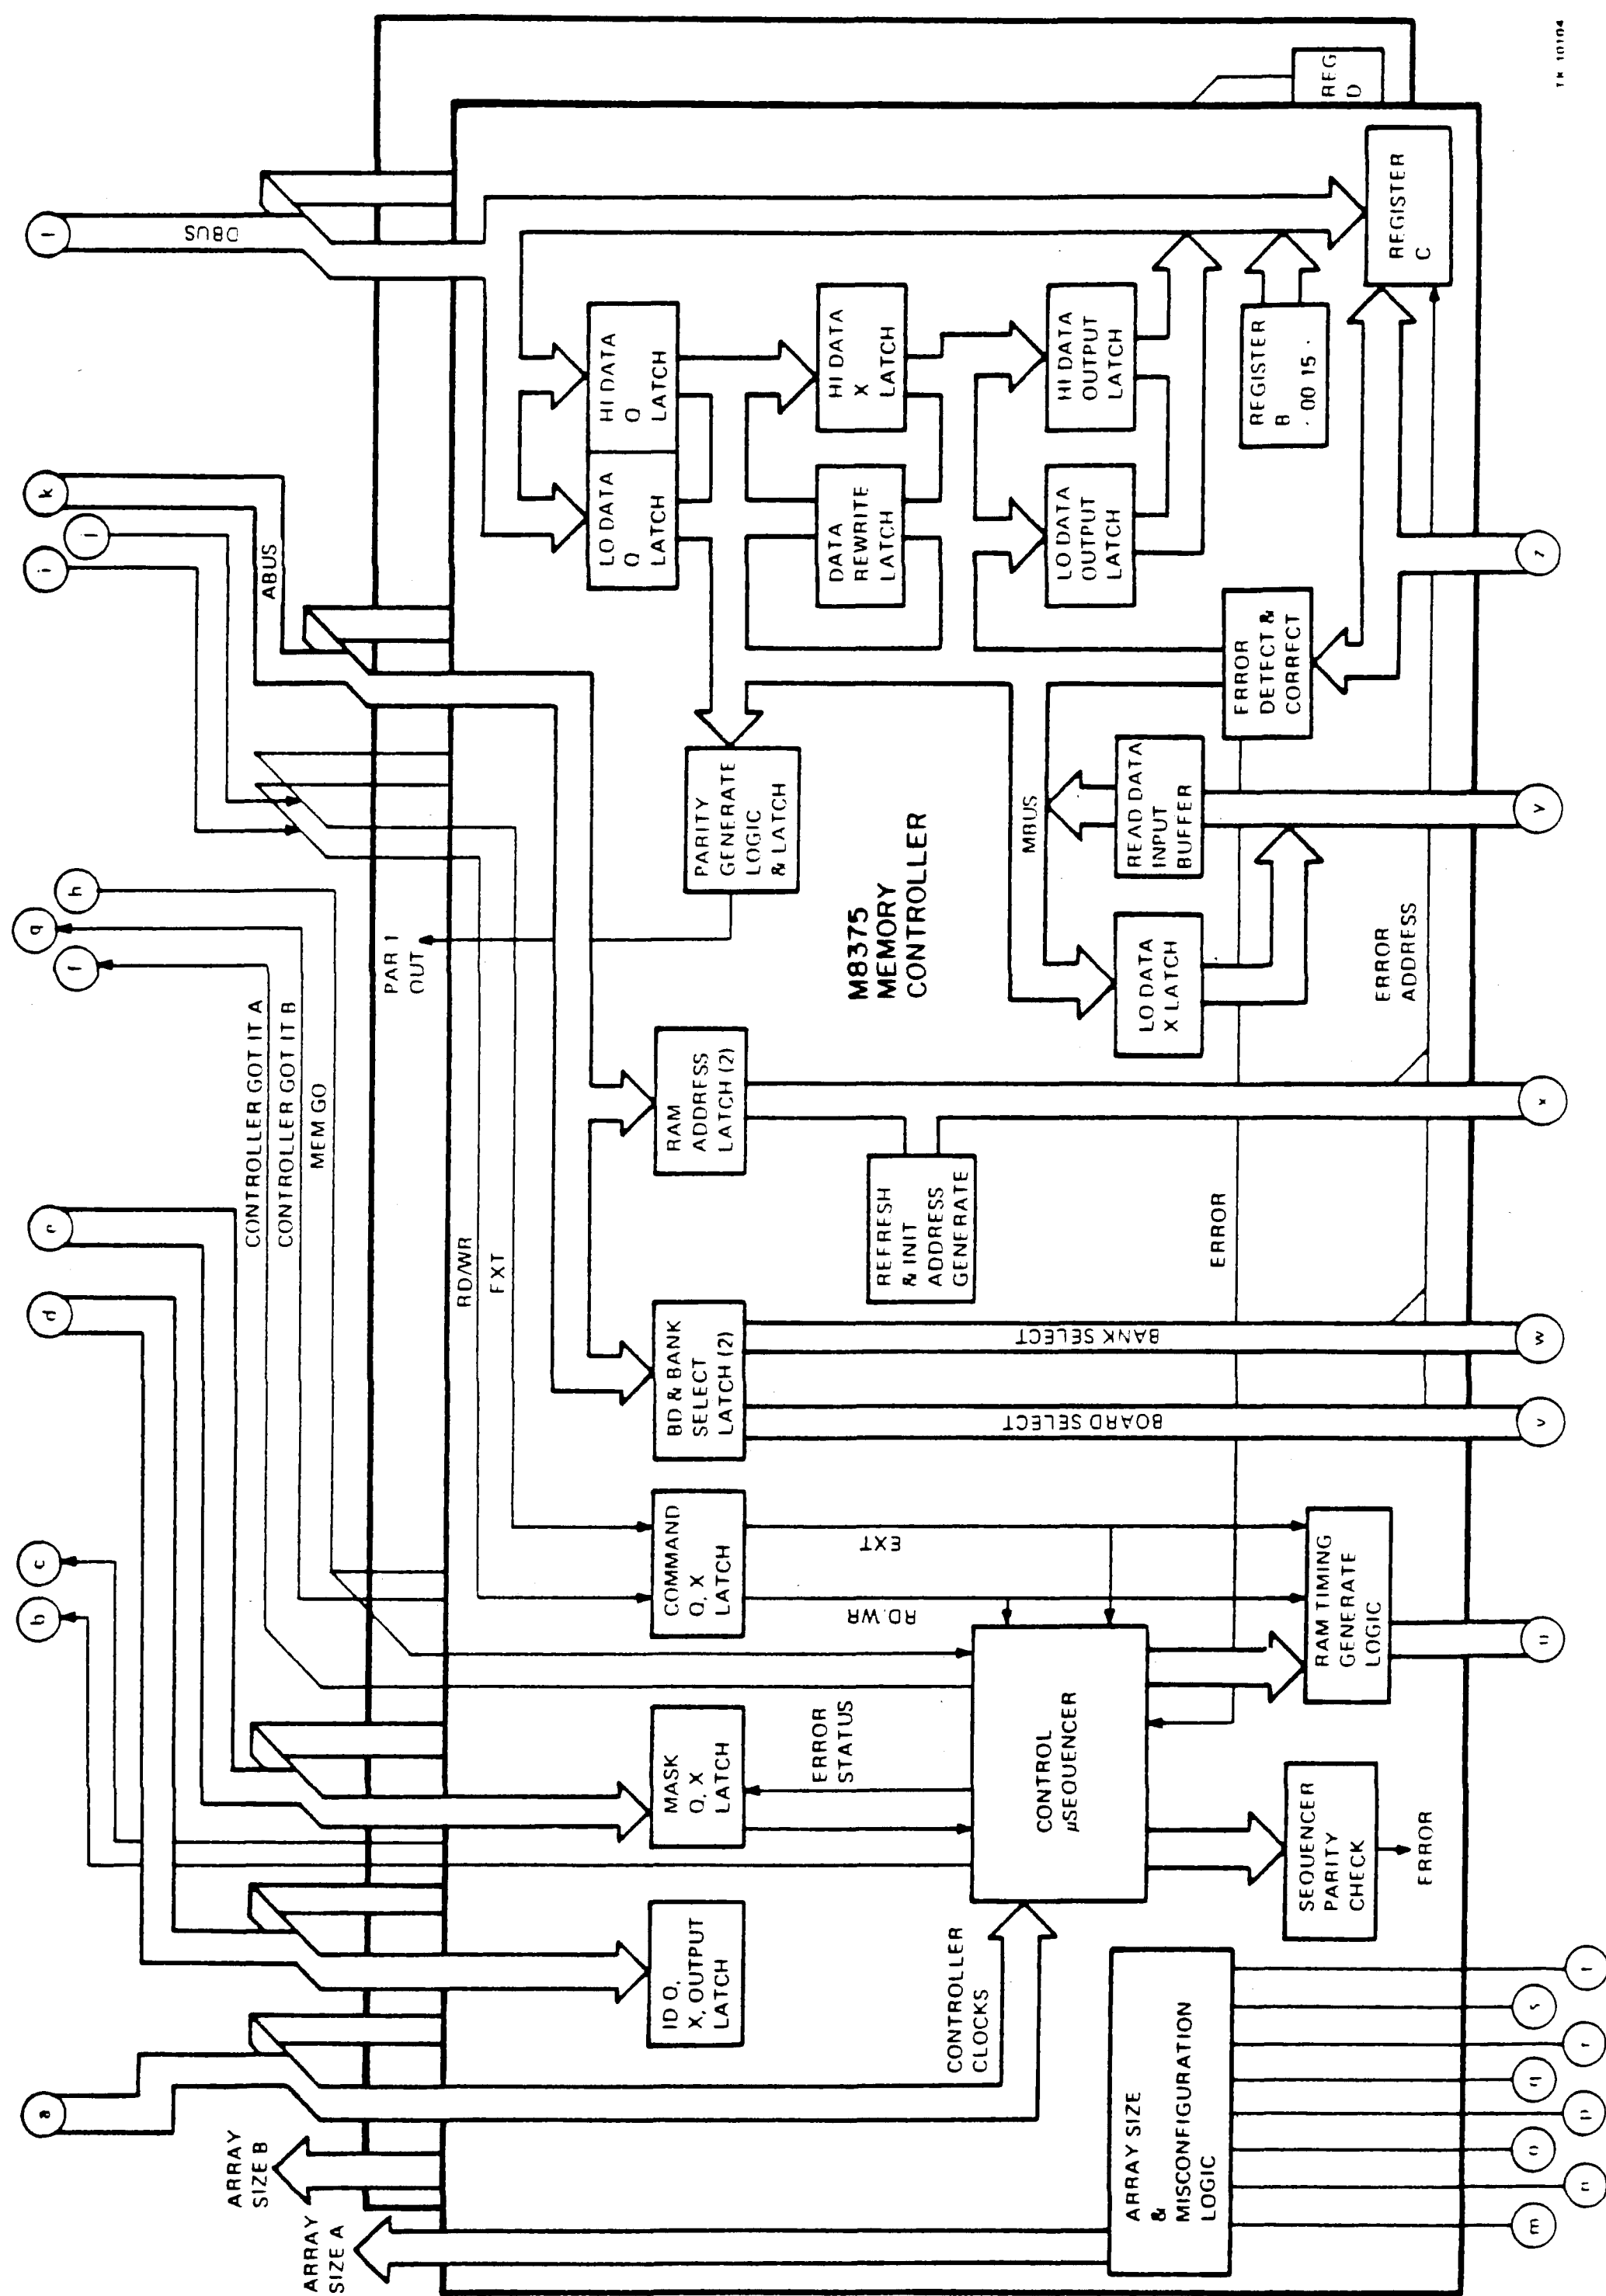 a
b
c
d
e
f
g
h
i
j
k
l
ARRAY
SIZE A
ARRAY
SIZE B
CONTROLLER GOT IT A
CONTROLLER GOT IT B
MEM GO
ABUS
DBUS
RD/WR
EXT
PAR I
OUT
ID Q,
X, OUTPUT
LATCH
MASK
Q, X
LATCH
COMMAND
Q, X
LATCH
BD & BANK
SELECT
LATCH (2)
RAM
ADDRESS
LATCH (2)
PARITY
GENERATE
LOGIC
& LATCH
LO DATA
Q
LATCH
HI DATA
Q
LATCH
DATA
REWRITE
LATCH
HI DATA
X
LATCH
REFRESH
& INIT
ADDRESS
GENERATE
M8375
MEMORY
CONTROLLER
ERROR
STATUS
RD/WR
EXT
BOARD SELECT
BANK SELECT
CONTROLLER
CLOCKS
CONTROL
µSEQUENCER
MBUS
LO DATA
OUTPUT
LATCH
HI DATA
OUTPUT
LATCH
LO DATA
X LATCH
READ DATA
INPUT
BUFFER
ERROR
DETECT &
CORRECT
REGISTER
B
00 15
REG
D
REGISTER
C
ERROR
ERROR
ADDRESS
ARRAY SIZE
&
MISCONFIGURATION
LOGIC
SEQUENCER
PARITY
CHECK
ERROR
RAM TIMING
GENERATE
LOGIC
m
n
o
p
q
r
s
t
u
v
w
x
y
z
TK 10104